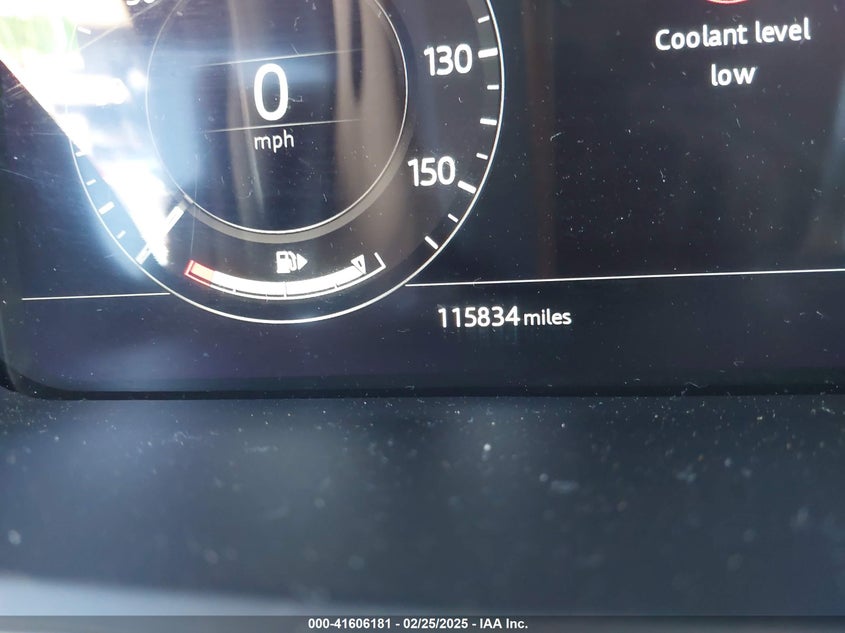 130
Coolant level
low
0
mph
150
115834 miles
000-41606181 - 02/25/2025 - IAA Inc.